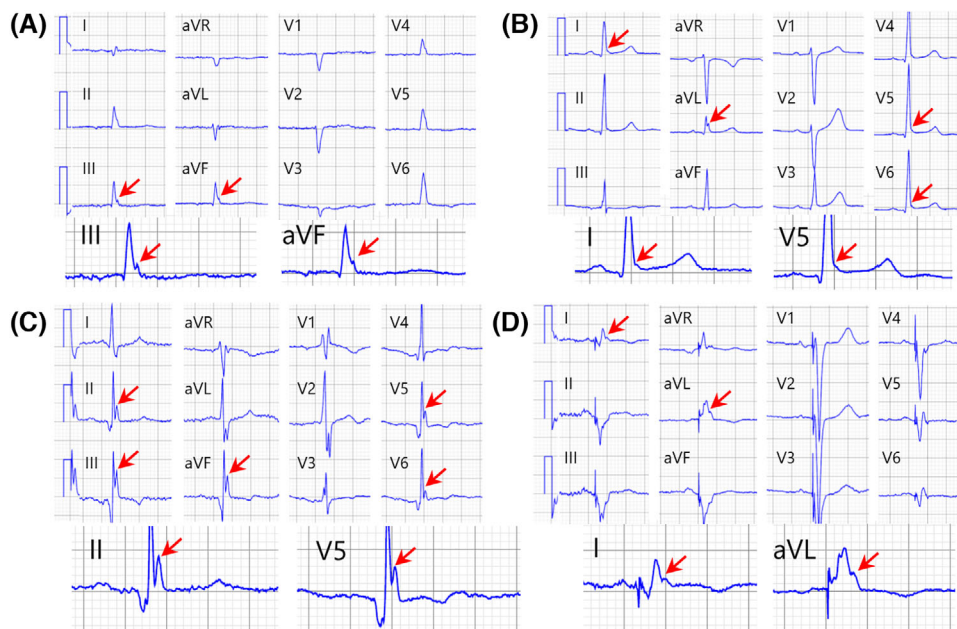 (A)
I aVR V1 V4
II aVL V2 V5
III aVF V3 V6
III aVF
(B)
I aVR V1 V4
II aVL V2 V5
III aVF V3 V6
I V5
(C)
I aVR V1 V4
II aVL V2 V5
III aVF V3 V6
II V5
(D)
I aVR V1 V4
II aVL V2 V5
III aVF V3 V6
I aVL